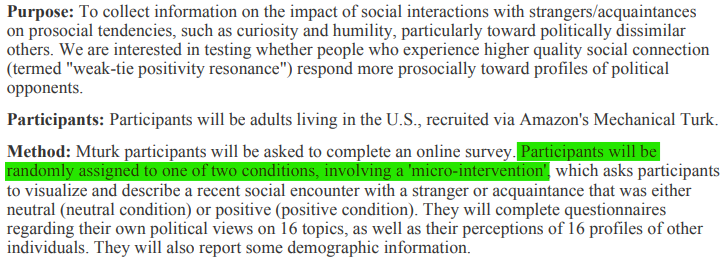 Purpose: To collect information on the impact of social interactions with strangers/acquaintances
on prosocial tendencies, such as curiosity and humility, particularly toward politically dissimilar
others. We are interested in testing whether people who experience higher quality social connection
(termed "weak-tie positivity resonance") respond more prosocially toward profiles of political
opponents.
Participants: Participants will be adults living in the U.S., recruited via Amazon's Mechanical Turk.
Method: Mturk participants will be asked to complete an online survey. Participants will be
randomly assigned to one of two conditions, involving a 'micro-intervention', which asks participants
to visualize and describe a recent social encounter with a stranger or acquaintance that was either
neutral (neutral condition) or positive (positive condition). They will complete questionnaires
regarding their own political views on 16 topics, as well as their perceptions of 16 profiles of other
individuals. They will also report some demographic information.